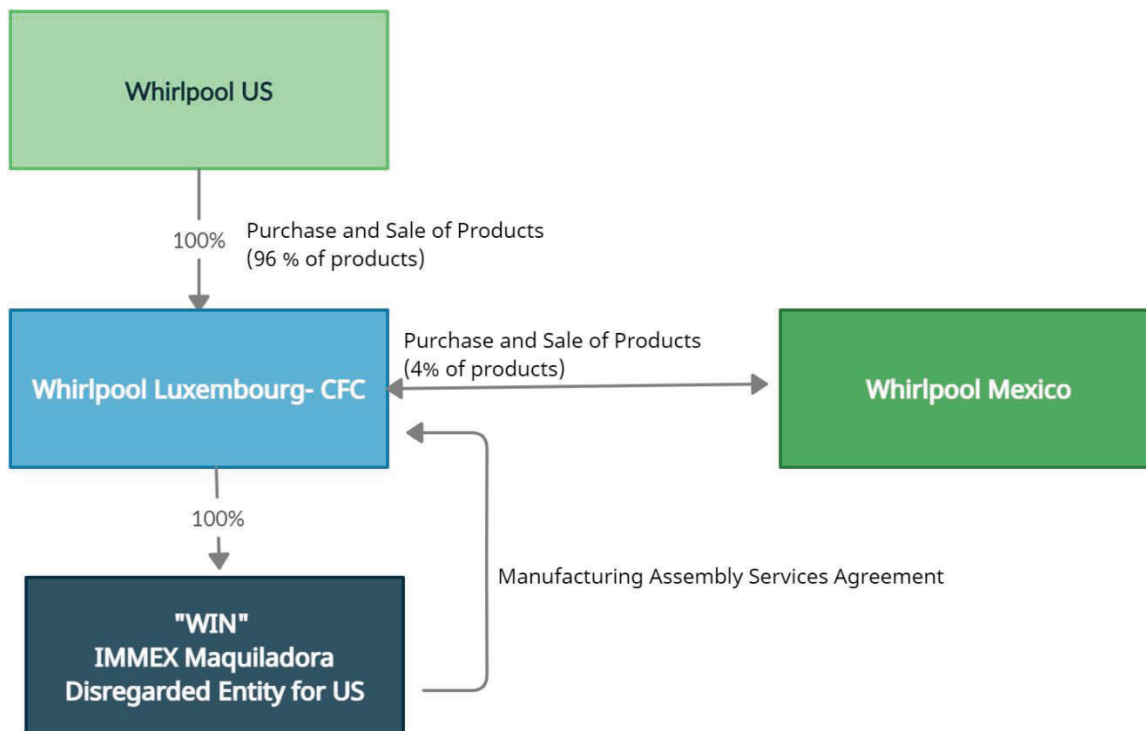 Whirlpool US
100%
Purchase and Sale of Products
(96 % of products)
Whirlpool Luxembourg- CFC
Purchase and Sale of Products
(4% of products)
Whirlpool Mexico
100%
Manufacturing Assembly Services Agreement
"WIN"
IMMEX Maquiladora
Disregarded Entity for US